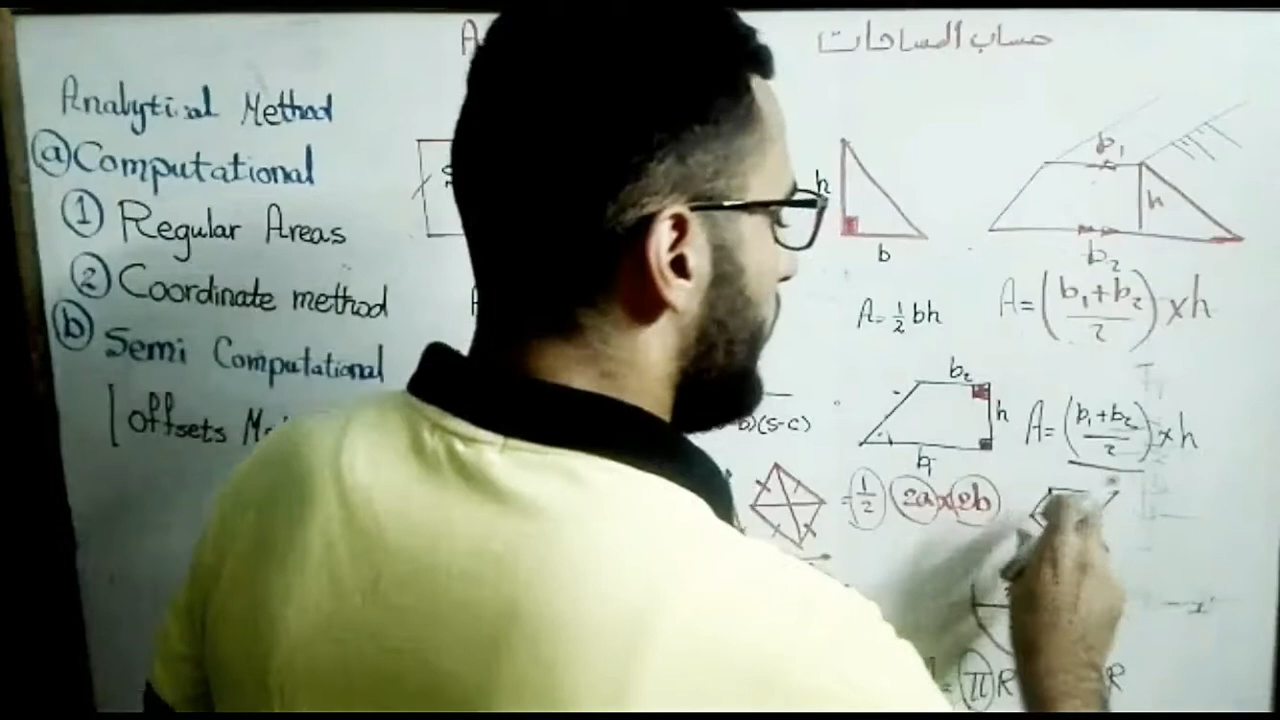 حساب المساحات
Analytical Method
(a) Computational
(1) Regular Areas
(2) Coordinate method
(b) Semi Computational
offsets
h
b
A = 1/2 bh
b₁
h
b₂
A = (b₁+b₂/2) × h
b₂
h
b₁
A = (b₁+b₂/2) × h
)(s-c)
= 1/2 2a × 2b
π R
R